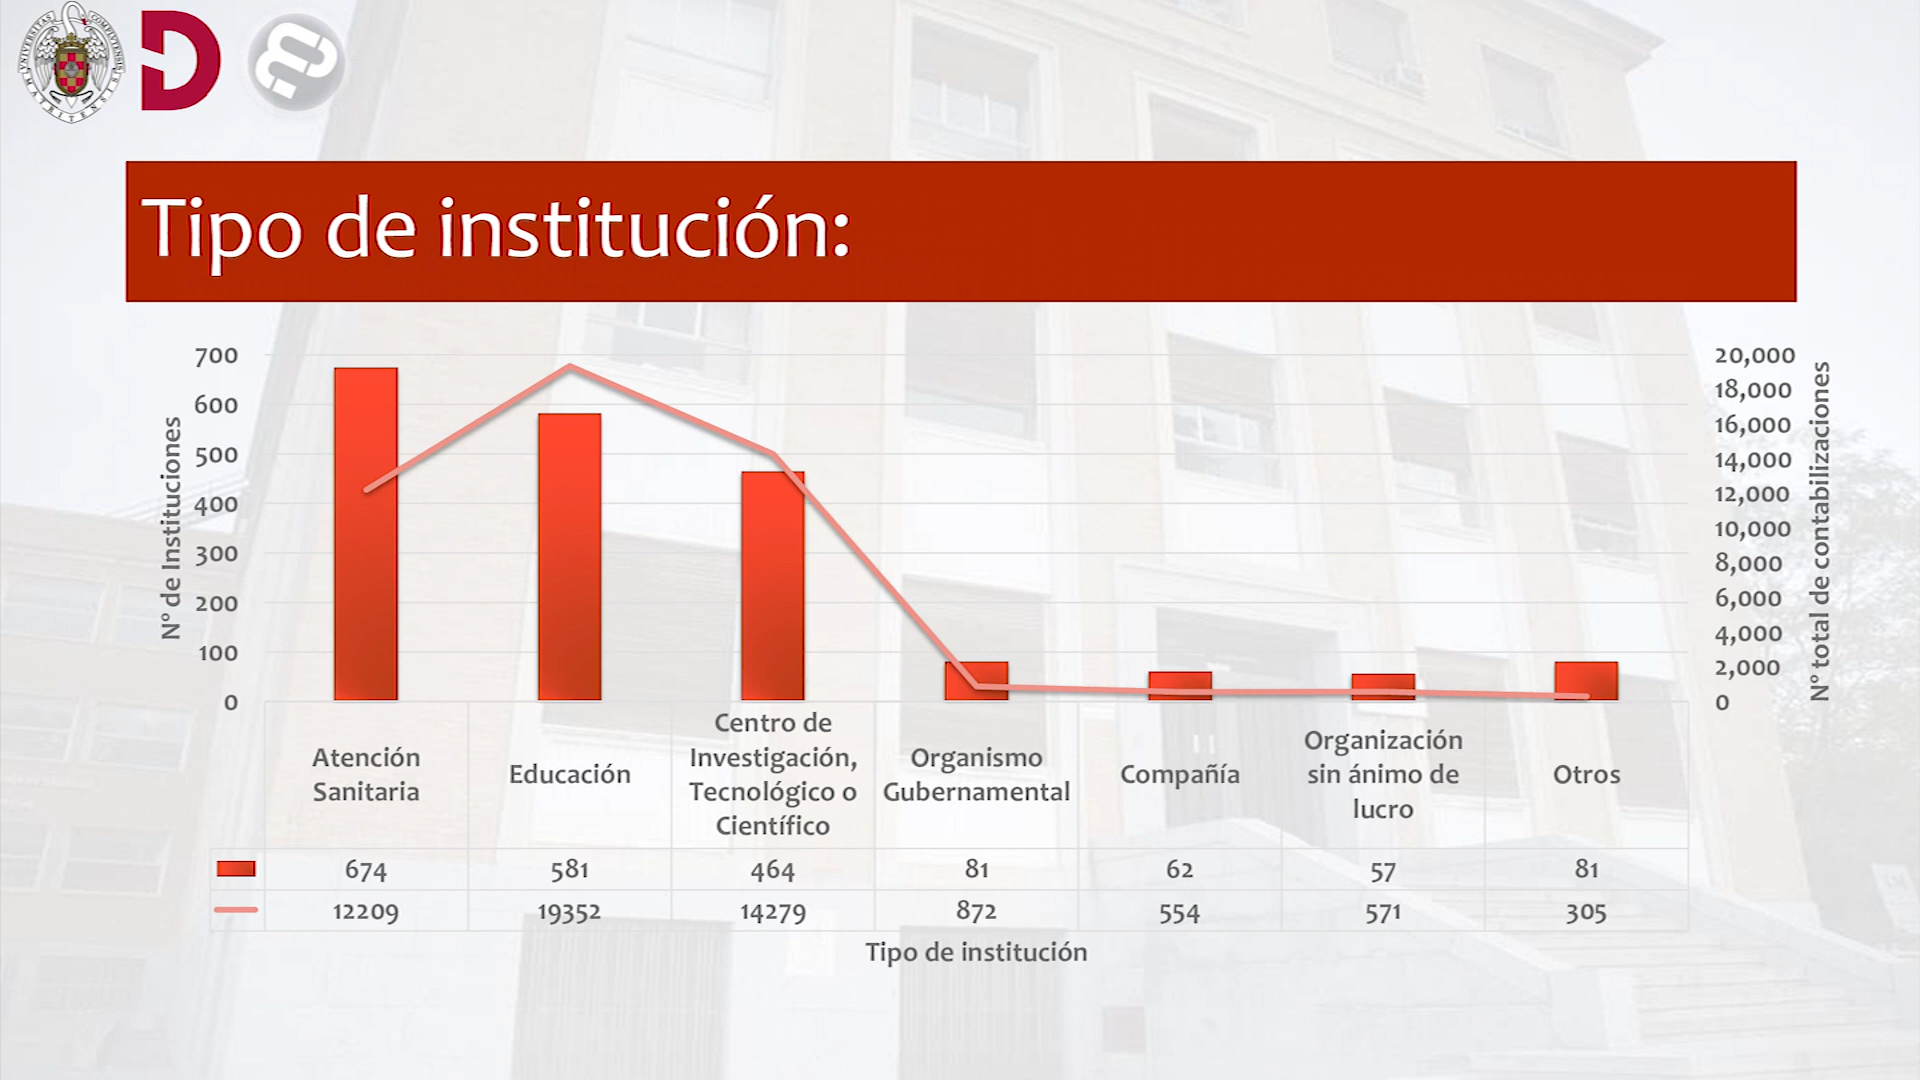 Tipo de institución:
700
600
500
400
300
200
100
0
Nº de Instituciones
20,000
18,000
16,000
14,000
12,000
10,000
8,000
6,000
4,000
2,000
0
Nº total de contabilizaciones
Atención
Sanitaria
Educación
Centro de
Investigación,
Tecnológico o
Científico
Organismo
Gubernamental
Compañía
Organización
sin ánimo de
lucro
Otros
674 581 464 81 62 57 81
12209 19352 14279 872 554 571 305
Tipo de institución